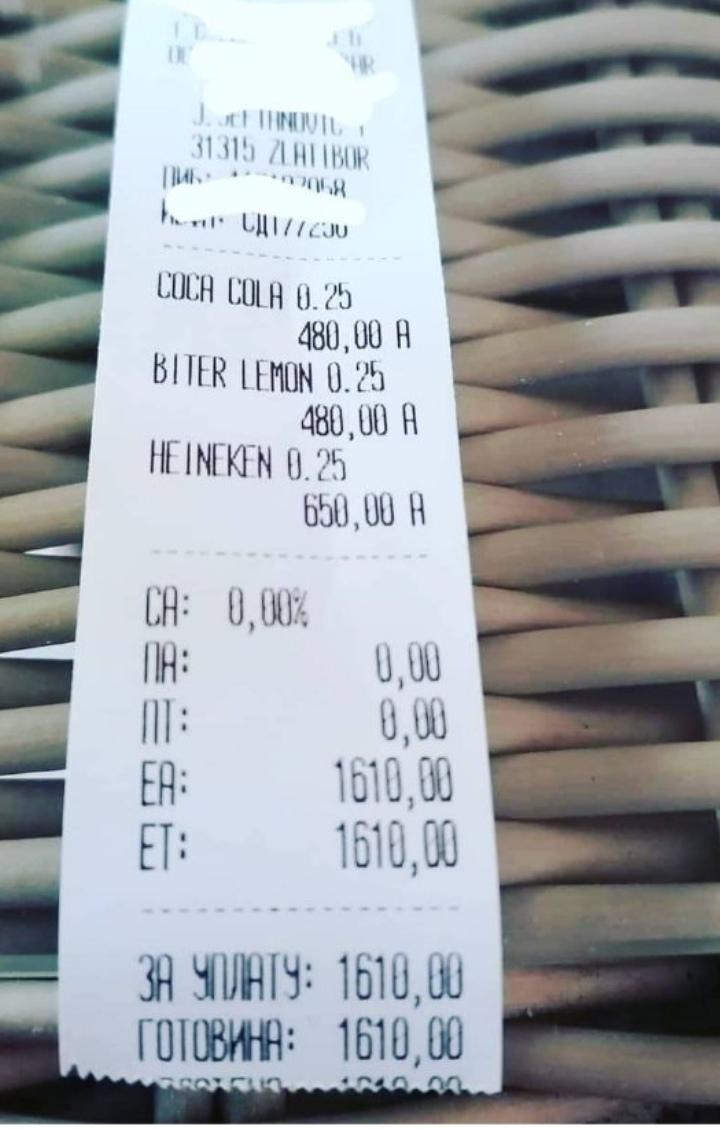 31315 ZLATIBOR
ПИБ:
COCA COLA 0.25
480,00 А
BITER LEMON 0.25
480,00 А
HEINEKEN 0.25
650,00 А
СА: 0,00%
ПА: 0,00
ПТ: 0,00
ЕА: 1610,00
ЕТ: 1610,00
ЗА УПЛАТУ: 1610,00
ГОТОВИНА: 1610,00